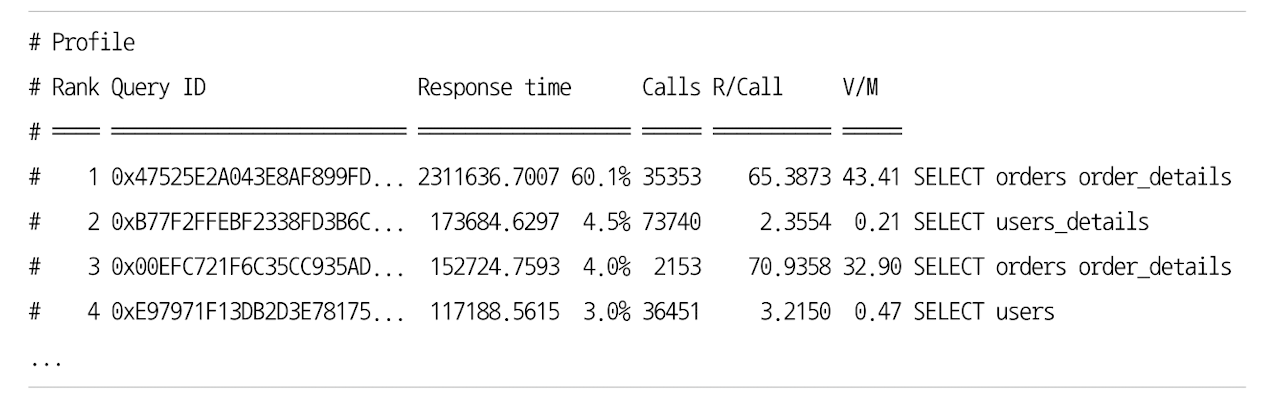 # Profile
# Rank Query ID                  Response time      Calls R/Call     V/M
# ==== ========================= ================== ===== ========== =====
#    1 0x47525E2A043E8AF899FD... 2311636.7007 60.1% 35353    65.3873 43.41 SELECT orders order_details
#    2 0xB77F2FFEBF2338FD3B6C...  173684.6297  4.5% 73740     2.3554  0.21 SELECT users_details
#    3 0x00EFC721F6C35CC935AD...  152724.7593  4.0%  2153    70.9358 32.90 SELECT orders order_details
#    4 0xE97971F13DB2D3E78175...  117188.5615  3.0% 36451     3.2150  0.47 SELECT users
...